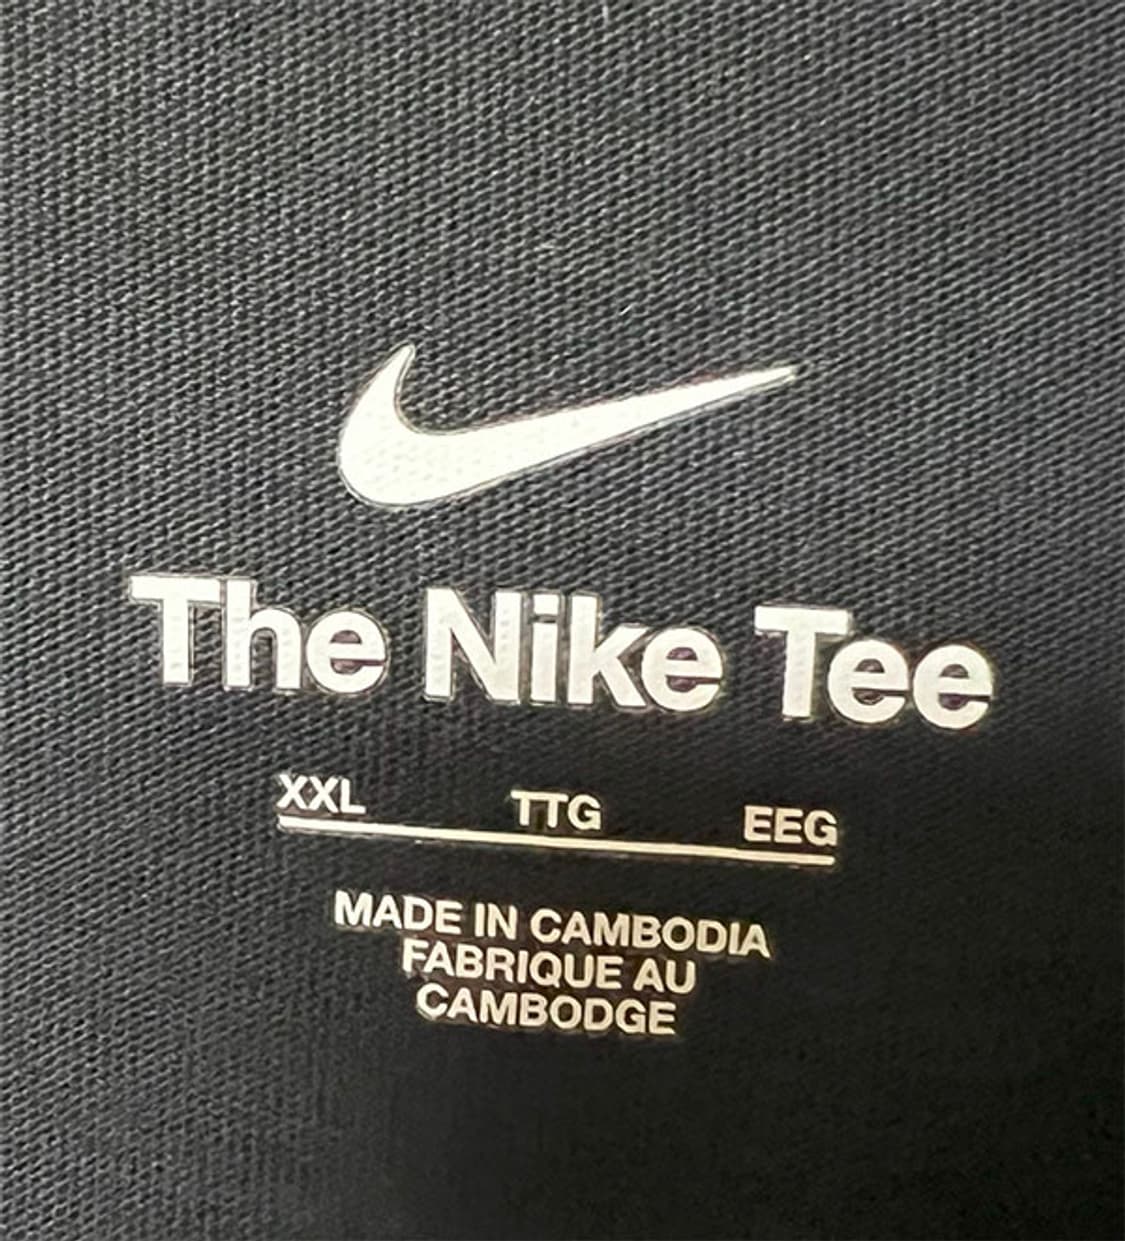 The Nike Tee
XXL TTG EEG
MADE IN CAMBODIA
FABRIQUE AU
CAMBODGE